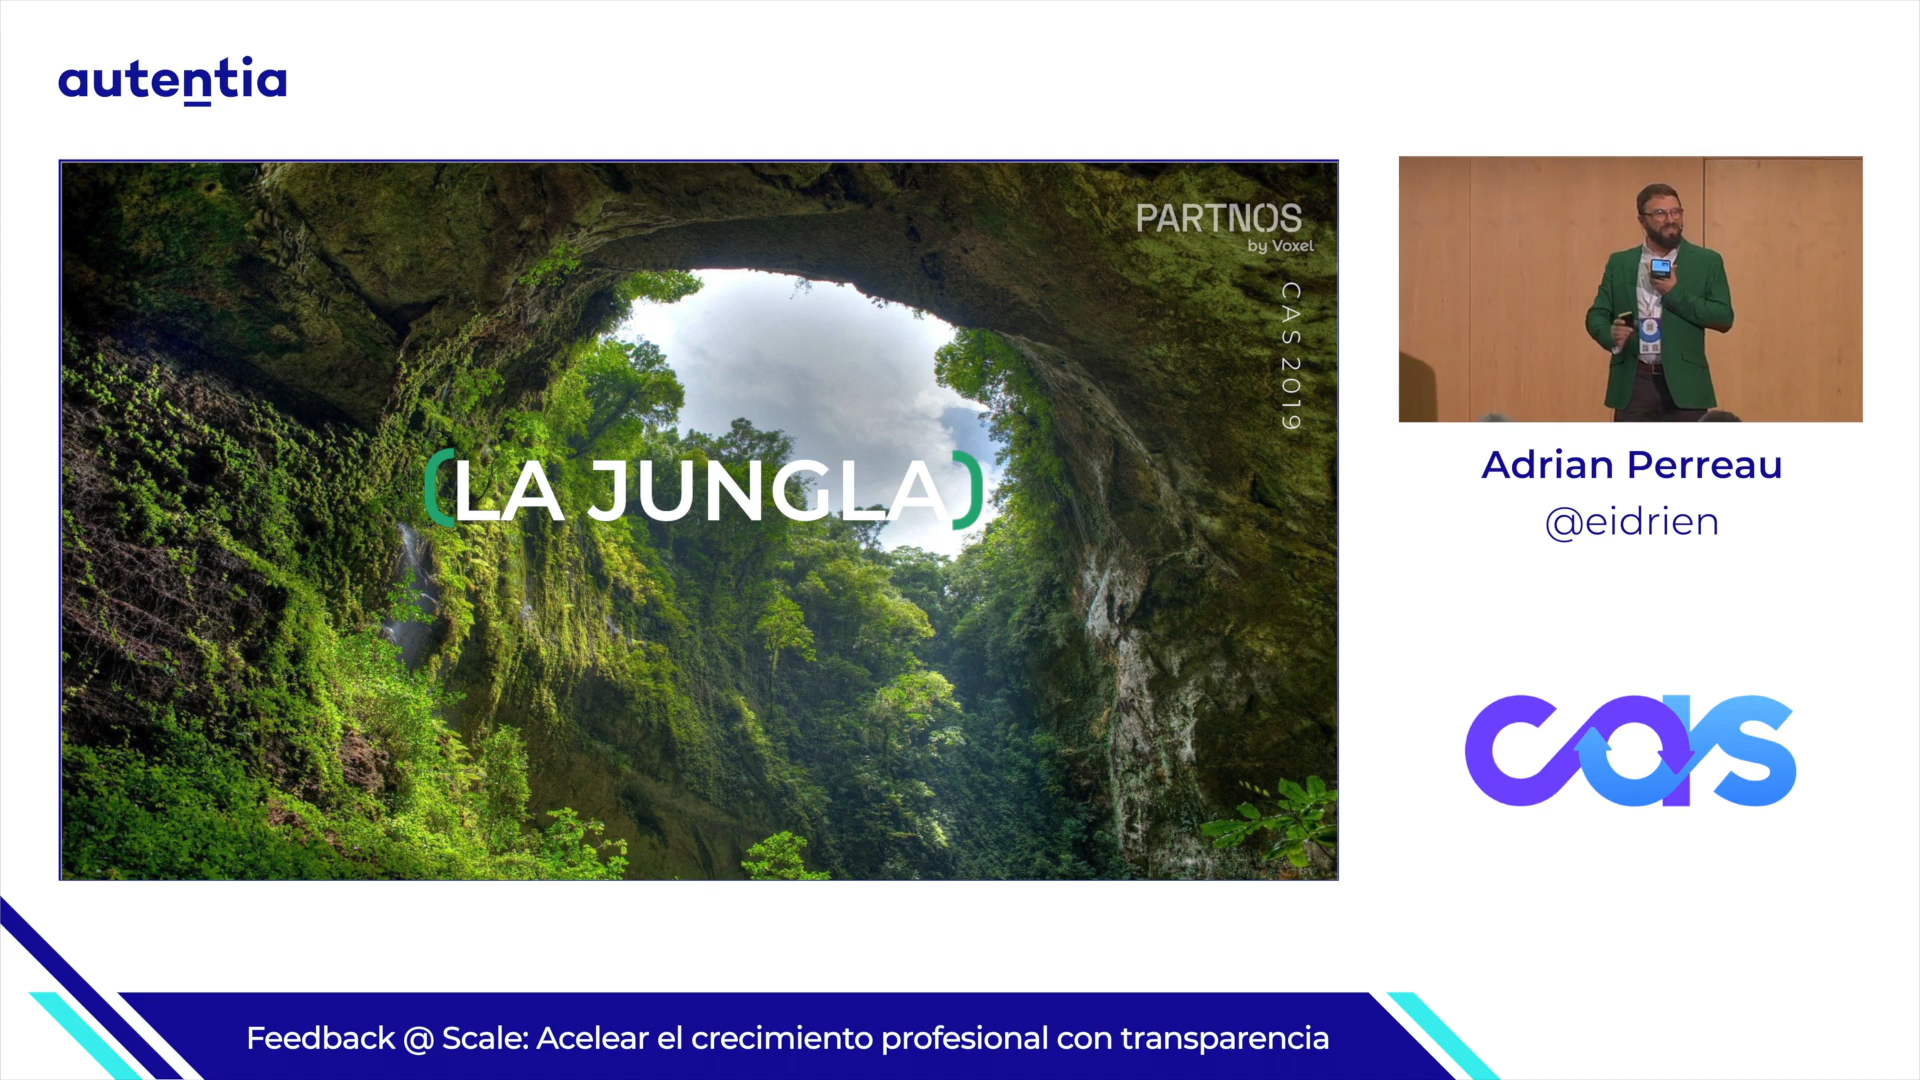 autentia
PARTNOS
by Voxel
CAS 2019
(LA JUNGLA)
Adrian Perreau
@eidrien
cas
Feedback @ Scale: Acelear el crecimiento profesional con transparencia